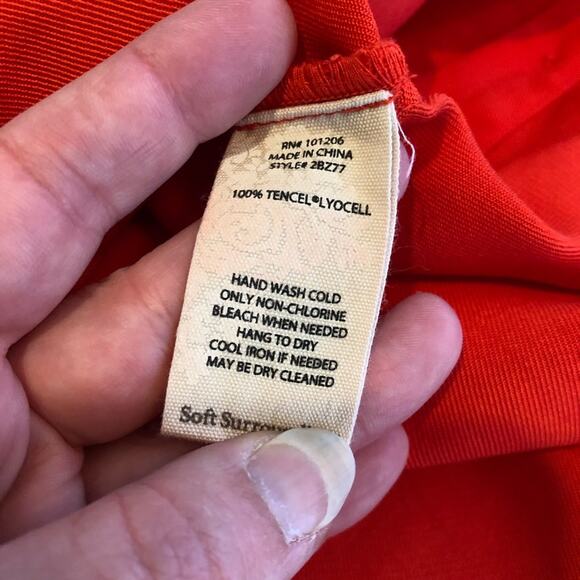 RN# 101206
MADE IN CHINA
STYLE# 2BZ77
100% TENCEL®LYOCELL
HAND WASH COLD
ONLY NON-CHLORINE
BLEACH WHEN NEEDED
HANG TO DRY
COOL IRON IF NEEDED
MAY BE DRY CLEANED
Soft